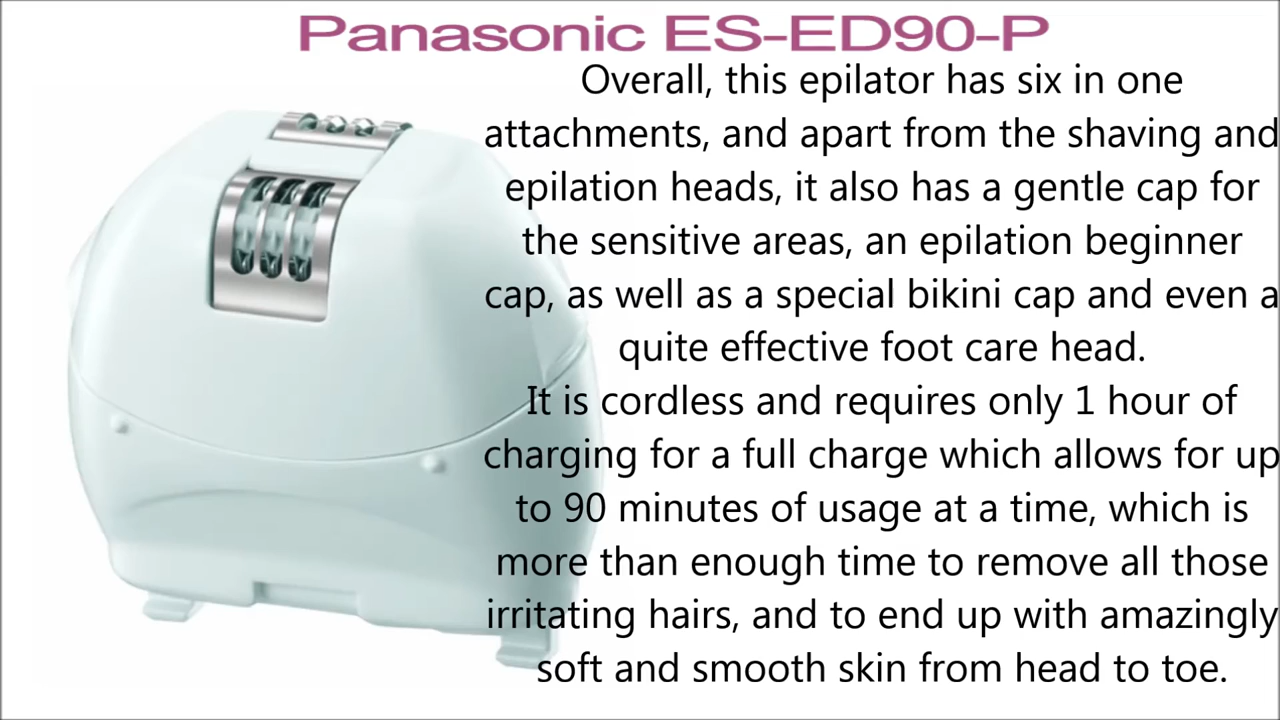 Panasonic ES-ED90-P
Overall, this epilator has six in one
attachments, and apart from the shaving and
epilation heads, it also has a gentle cap for
the sensitive areas, an epilation beginner
cap, as well as a special bikini cap and even a
quite effective foot care head.
It is cordless and requires only 1 hour of
charging for a full charge which allows for up
to 90 minutes of usage at a time, which is
more than enough time to remove all those
irritating hairs, and to end up with amazingly
soft and smooth skin from head to toe.